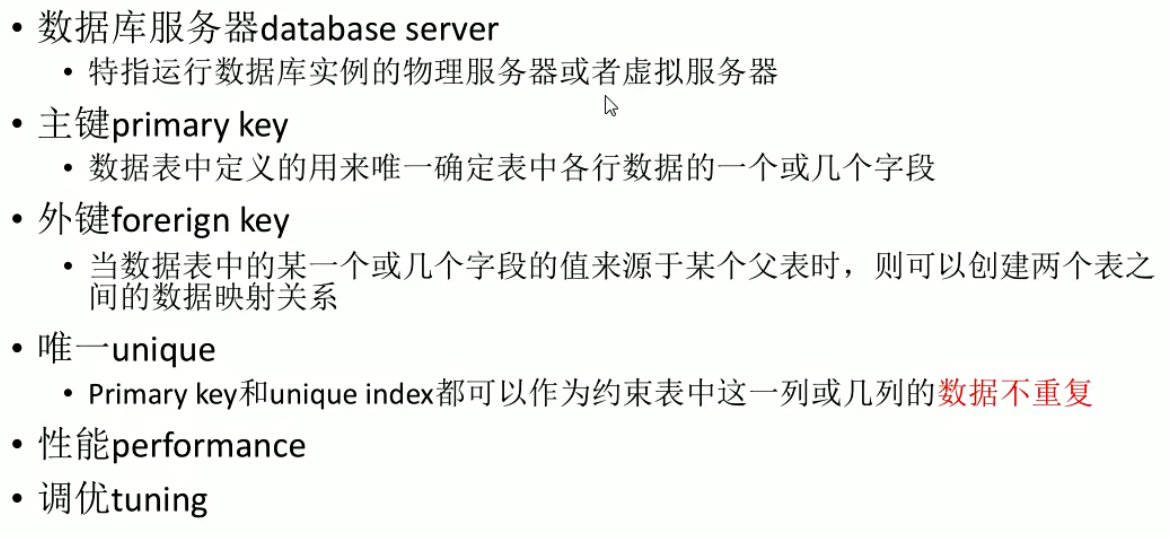 • 数据库服务器database server
• 特指运行数据库实例的物理服务器或者虚拟服务器
• 主键primary key
• 数据表中定义的用来唯一确定表中各行数据的一个或几个字段
• 外键forerign key
• 当数据表中的某一个或几个字段的值来源于某个父表时，则可以创建两个表之
间的数据映射关系
• 唯一unique
• Primary key和unique index都可以作为约束表中这一列或几列的数据不重复
• 性能performance
• 调优tuning